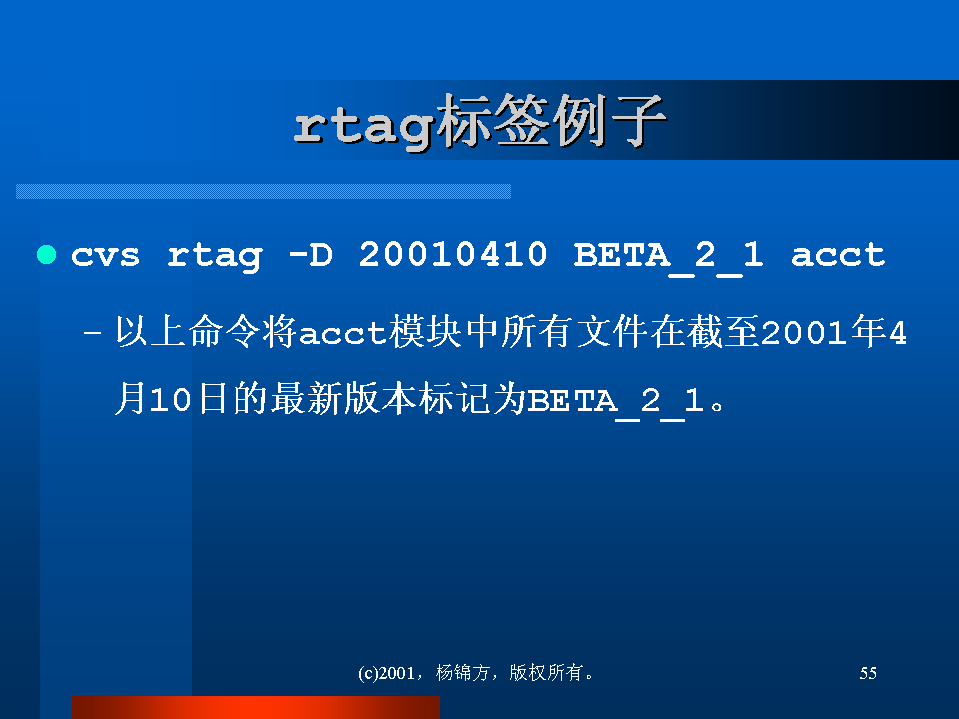 rtag标签例子
cvs rtag -D 20010410 BETA_2_1 acct
– 以上命令将acct模块中所有文件在截至2001年4
月10日的最新版本标记为BETA_2_1。
(c)2001，杨锦方，版权所有。
55